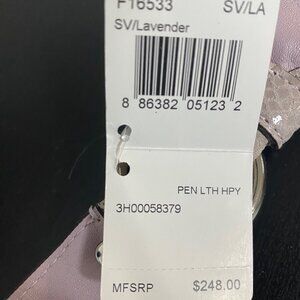 F16533 SV/LA
SV/Lavender
8 86382 05123 2
PEN LTH HPY
3H00058379
MFSRP $248.00